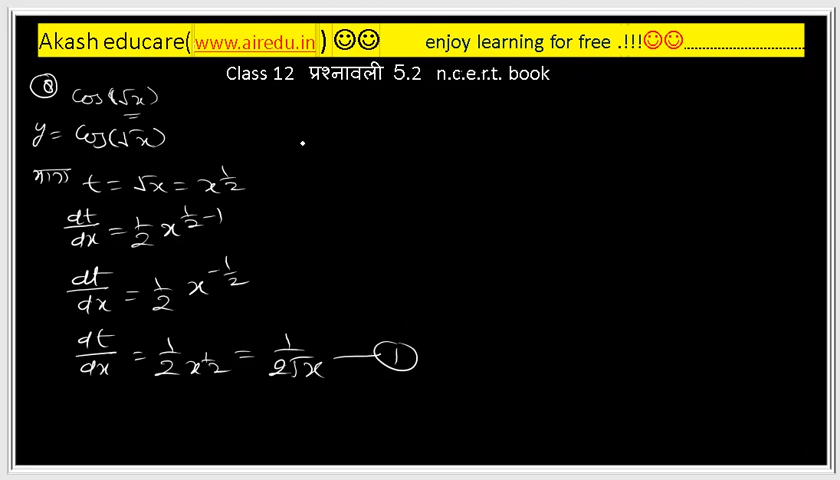 Akash educare( www.airedu.in ) ☺☺ enjoy learning for free .!!!☺☺...............................
Class 12 प्रश्नावली 5.2 n.c.e.r.t. book
⑧ cos(√x)
y = cos(√x)
माना t = √x = x^(1/2)
dt/dx = 1/2 x^(1/2 - 1)
dt/dx = 1/2 x^(-1/2)
dt/dx = 1/(2 x^(1/2)) = 1/(2√x) — ①